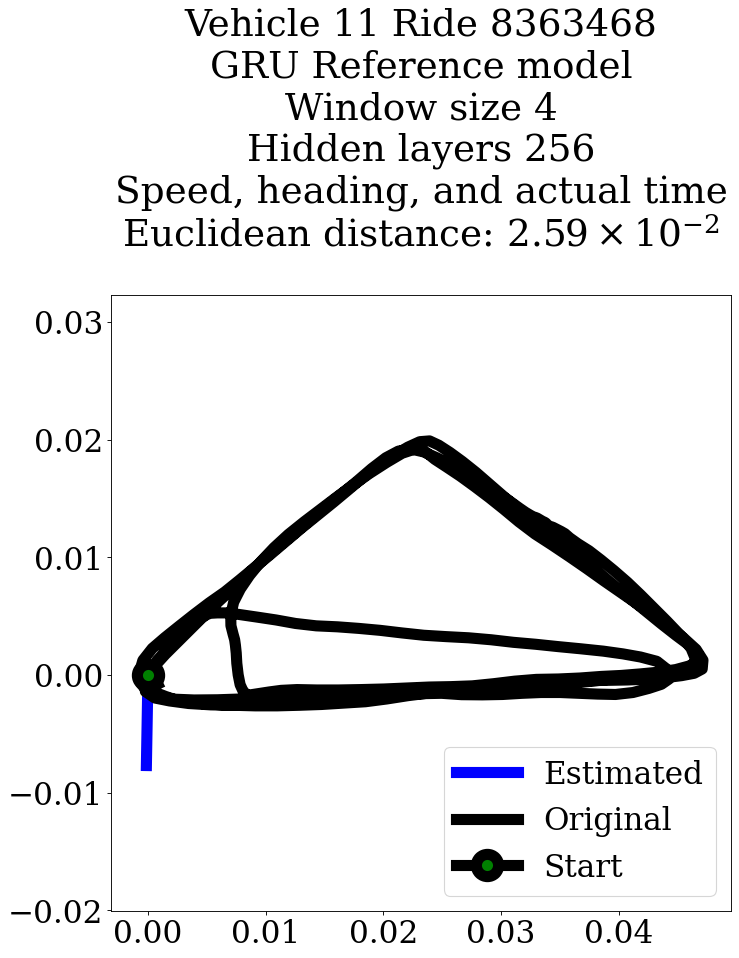 Vehicle 11 Ride 8363468
GRU Reference model
Window size 4
Hidden layers 256
Speed, heading, and actual time
Euclidean distance: 2.59 × 10⁻²
0.03
0.02
0.01
0.00
−0.01
−0.02
Estimated
Original
Start
0.00 0.01 0.02 0.03 0.04